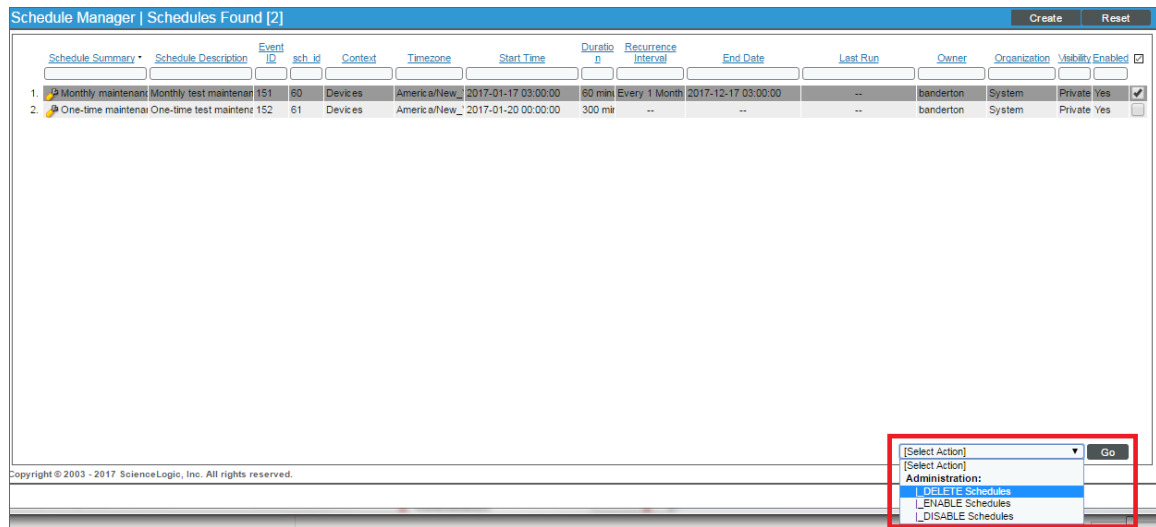 Schedule Manager | Schedules Found [2] Create Reset
Schedule Summary Schedule Description Event ID sch_id Context Timezone Start Time Duration Recurrence Interval End Date Last Run Owner Organization Visibility Enabled
1. Monthly maintenanc Monthly test maintenan 151 60 Devices America/New_ 2017-01-17 03:00:00 60 minu Every 1 Month 2017-12-17 03:00:00 -- banderton System Private Yes
2. One-time maintenan One-time test maintena 152 61 Devices America/New_ 2017-01-20 00:00:00 300 min -- -- -- banderton System Private Yes
[Select Action] Go
[Select Action]
Administration:
|_DELETE Schedules
|_ENABLE Schedules
|_DISABLE Schedules
Copyright © 2003 - 2017 ScienceLogic, Inc. All rights reserved.